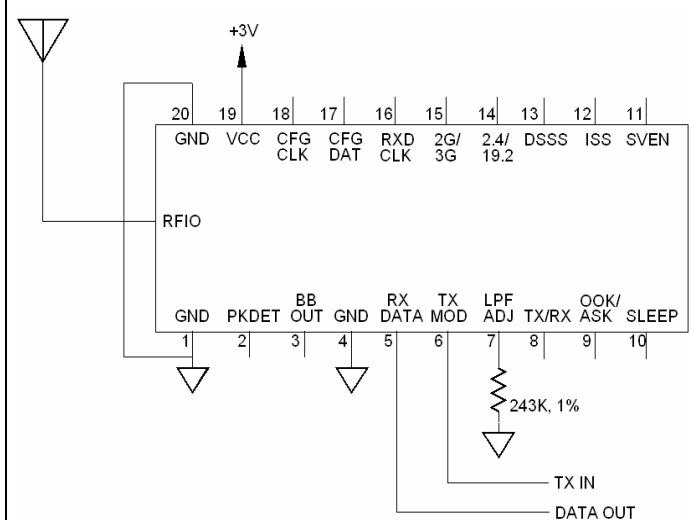 +3V
20 19 18 17 16 15 14 13 12 11
GND VCC CFG CLK CFG DAT RXD CLK 2G/ 3G 2.4/ 19.2 DSSS ISS SVEN
RFIO
GND PKDET BB OUT GND RX DATA TX MOD LPF ADJ TX/RX OOK/ ASK SLEEP
1 2 3 4 5 6 7 8 9 10
243K, 1%
TX IN
DATA OUT